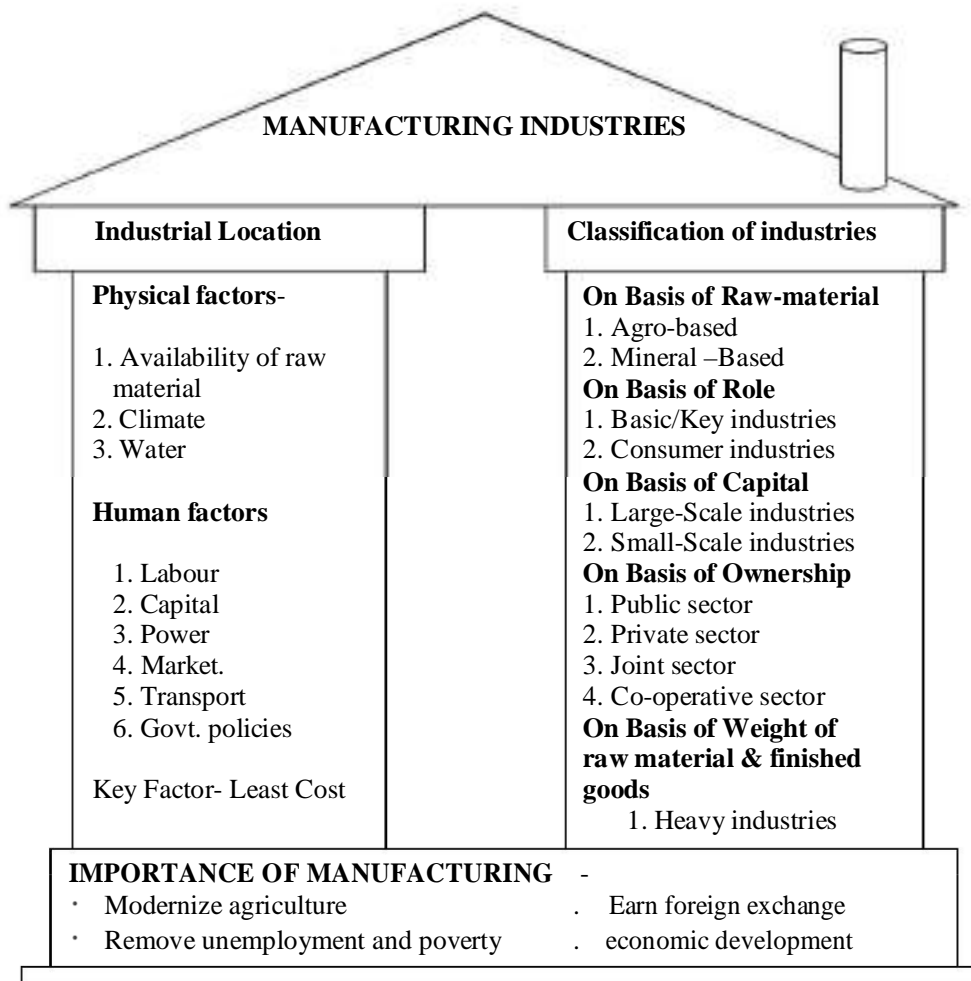 MANUFACTURING INDUSTRIES
Industrial Location
Physical factors-
1. Availability of raw
material
2. Climate
3. Water
Human factors
1. Labour
2. Capital
3. Power
4. Market.
5. Transport
6. Govt. policies
Key Factor- Least Cost
Classification of industries
On Basis of Raw-material
1. Agro-based
2. Mineral –Based
On Basis of Role
1. Basic/Key industries
2. Consumer industries
On Basis of Capital
1. Large-Scale industries
2. Small-Scale industries
On Basis of Ownership
1. Public sector
2. Private sector
3. Joint sector
4. Co-operative sector
On Basis of Weight of
raw material & finished
goods
1. Heavy industries
IMPORTANCE OF MANUFACTURING -
· Modernize agriculture . Earn foreign exchange
· Remove unemployment and poverty . economic development